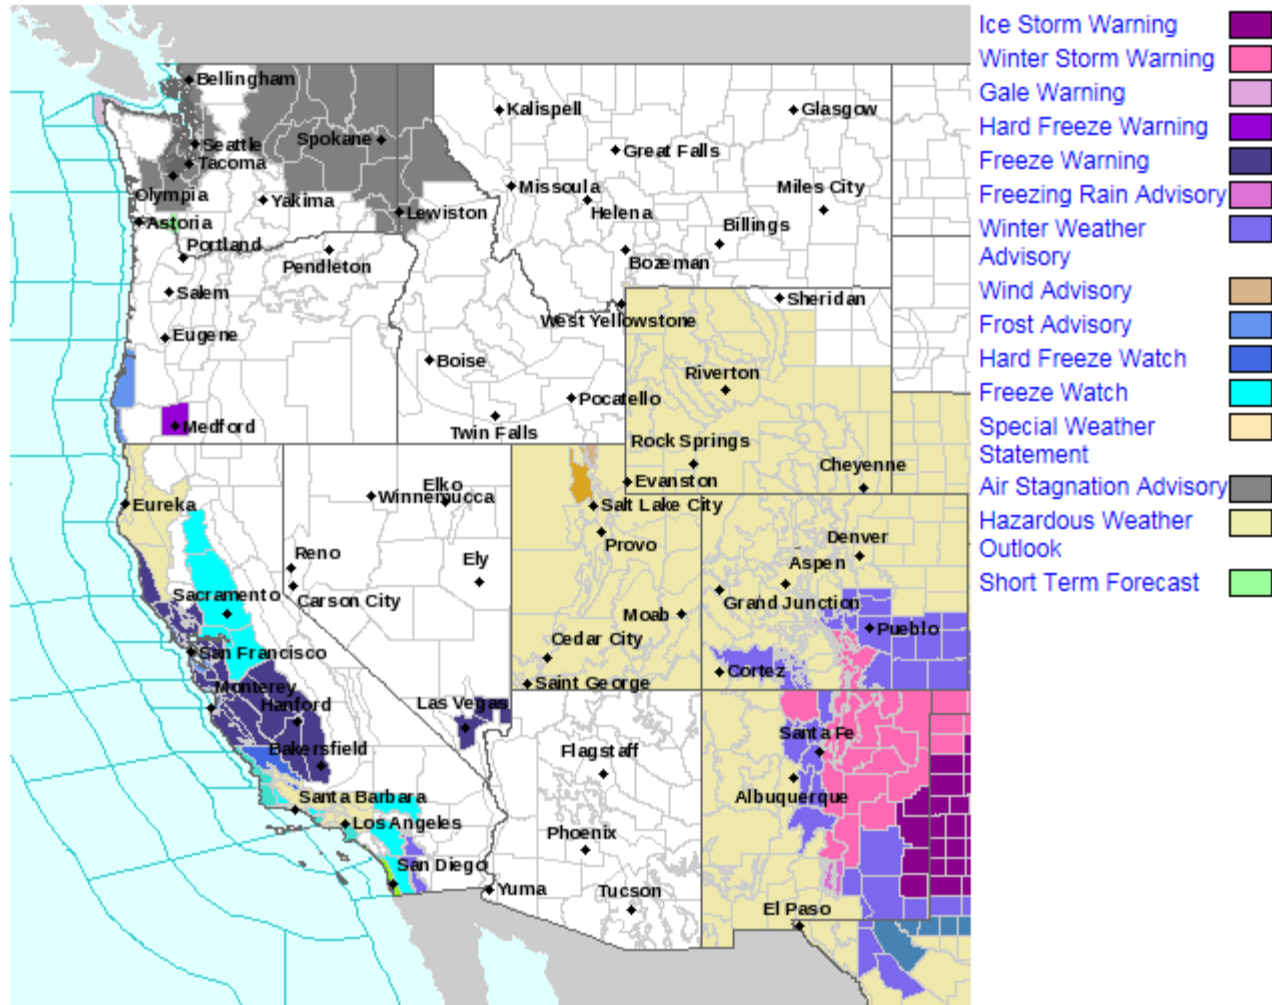 Ice Storm Warning
Winter Storm Warning
Gale Warning
Hard Freeze Warning
Freeze Warning
Freezing Rain Advisory
Winter Weather
Advisory
Wind Advisory
Frost Advisory
Hard Freeze Watch
Freeze Watch
Special Weather
Statement
Air Stagnation Advisory
Hazardous Weather
Outlook
Short Term Forecast
Bellingham
Kalispell
Glasgow
Seattle
Spokane
Great Falls
Tacoma
Missoula
Miles City
Olympia
Yakima
Helena
Lewiston
Astoria
Billings
Portland
Pendleton
Bozeman
Salem
Sheridan
West Yellowstone
Eugene
Boise
Riverton
Pocatello
Medford
Twin Falls
Rock Springs
Cheyenne
Evanston
Elko
Winnemucca
Eureka
Salt Lake City
Provo
Denver
Reno
Ely
Aspen
Sacramento
Carson City
Grand Junction
Moab
Pueblo
Cedar City
San Francisco
Cortez
Saint George
Monterey
Hanford
Las Vegas
Santa Fe
Bakersfield
Flagstaff
Santa Barbara
Albuquerque
Los Angeles
Phoenix
San Diego
Yuma
Tucson
El Paso